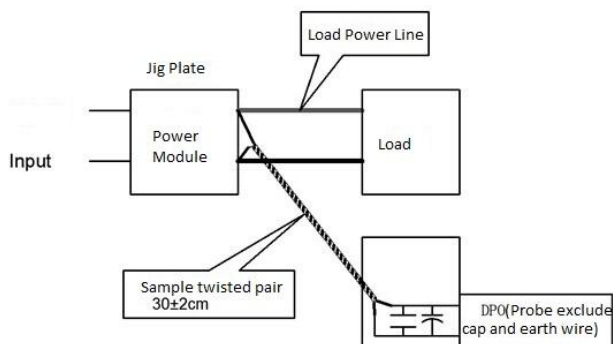 Load Power Line
Jig Plate
Power
Module
Load
Input
Sample twisted pair
30±2cm
DPO(Probe exclude
cap and earth wire)